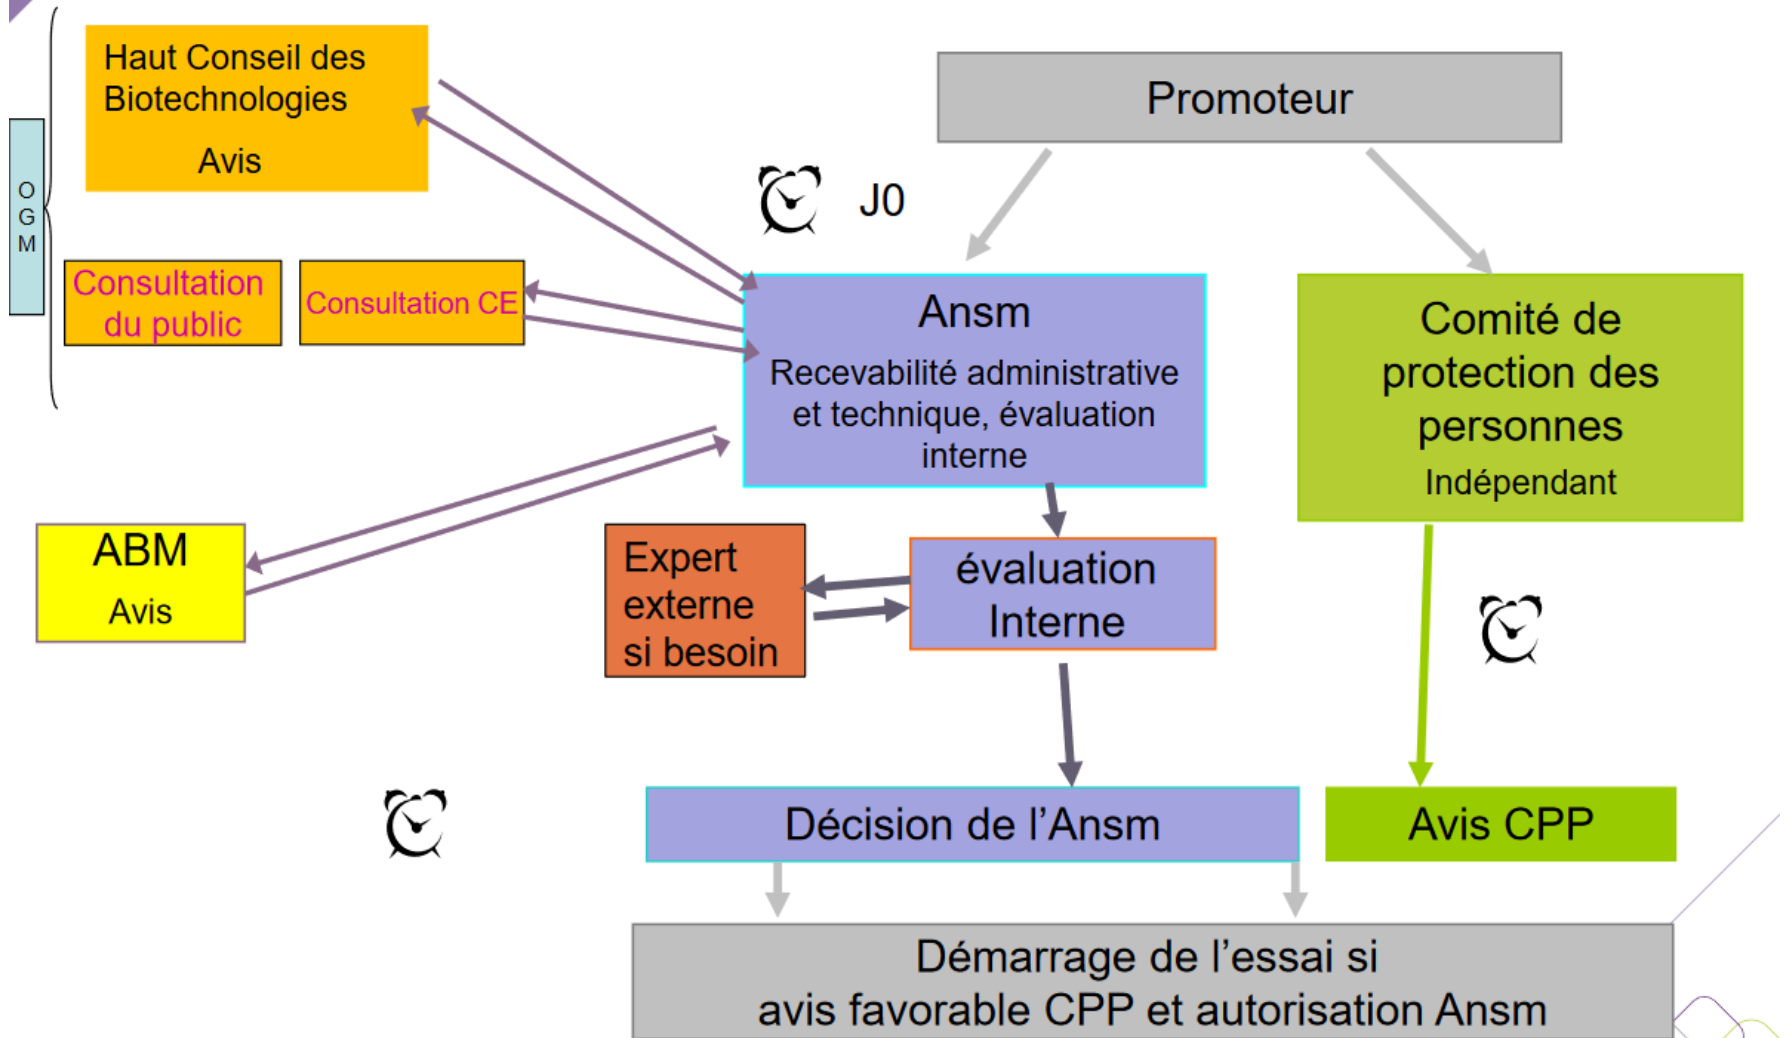 Haut Conseil des
Biotechnologies
Avis
O
G
M
Consultation
du public
Consultation CE
Promoteur
J0
Ansm
Recevabilité administrative
et technique, évaluation
interne
Comité de
protection des
personnes
Indépendant
ABM
Avis
Expert
externe
si besoin
évaluation
Interne
Décision de l’Ansm
Avis CPP
Démarrage de l’essai si
avis favorable CPP et autorisation Ansm